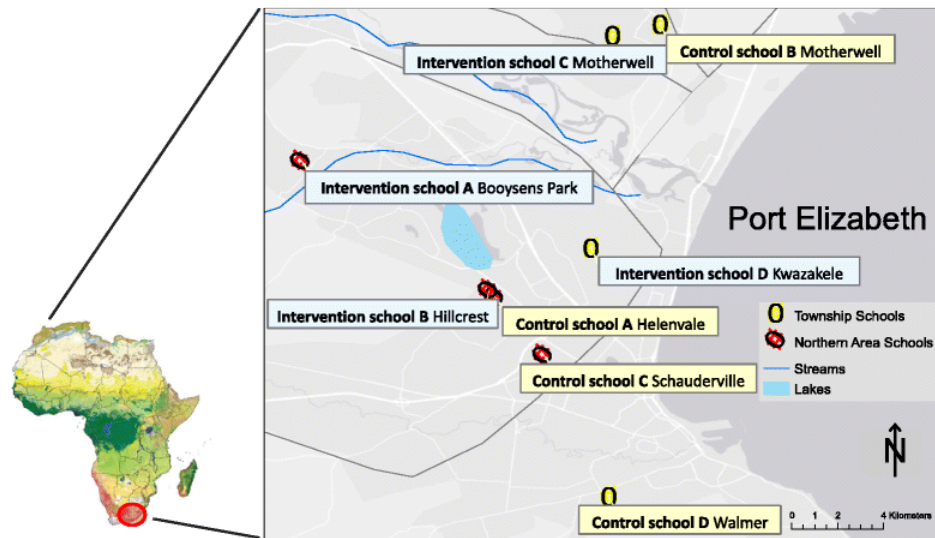 Control school B Motherwell
Intervention school C Motherwell
Intervention school A Booysens Park
Port Elizabeth
Intervention school D Kwazakele
Intervention school B Hillcrest
Control school A Helenvale
Control school C Schauderville
Township Schools
Northern Area Schools
Streams
Lakes
N
Control school D Walmer
0 1 2 4 Kilometers